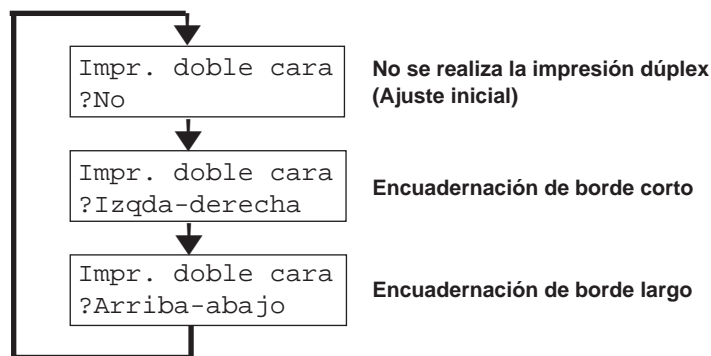 Impr. doble cara
?No
No se realiza la impresión dúplex
(Ajuste inicial)
Impr. doble cara
?Izqda-derecha
Encuadernación de borde corto
Impr. doble cara
?Arriba-abajo
Encuadernación de borde largo